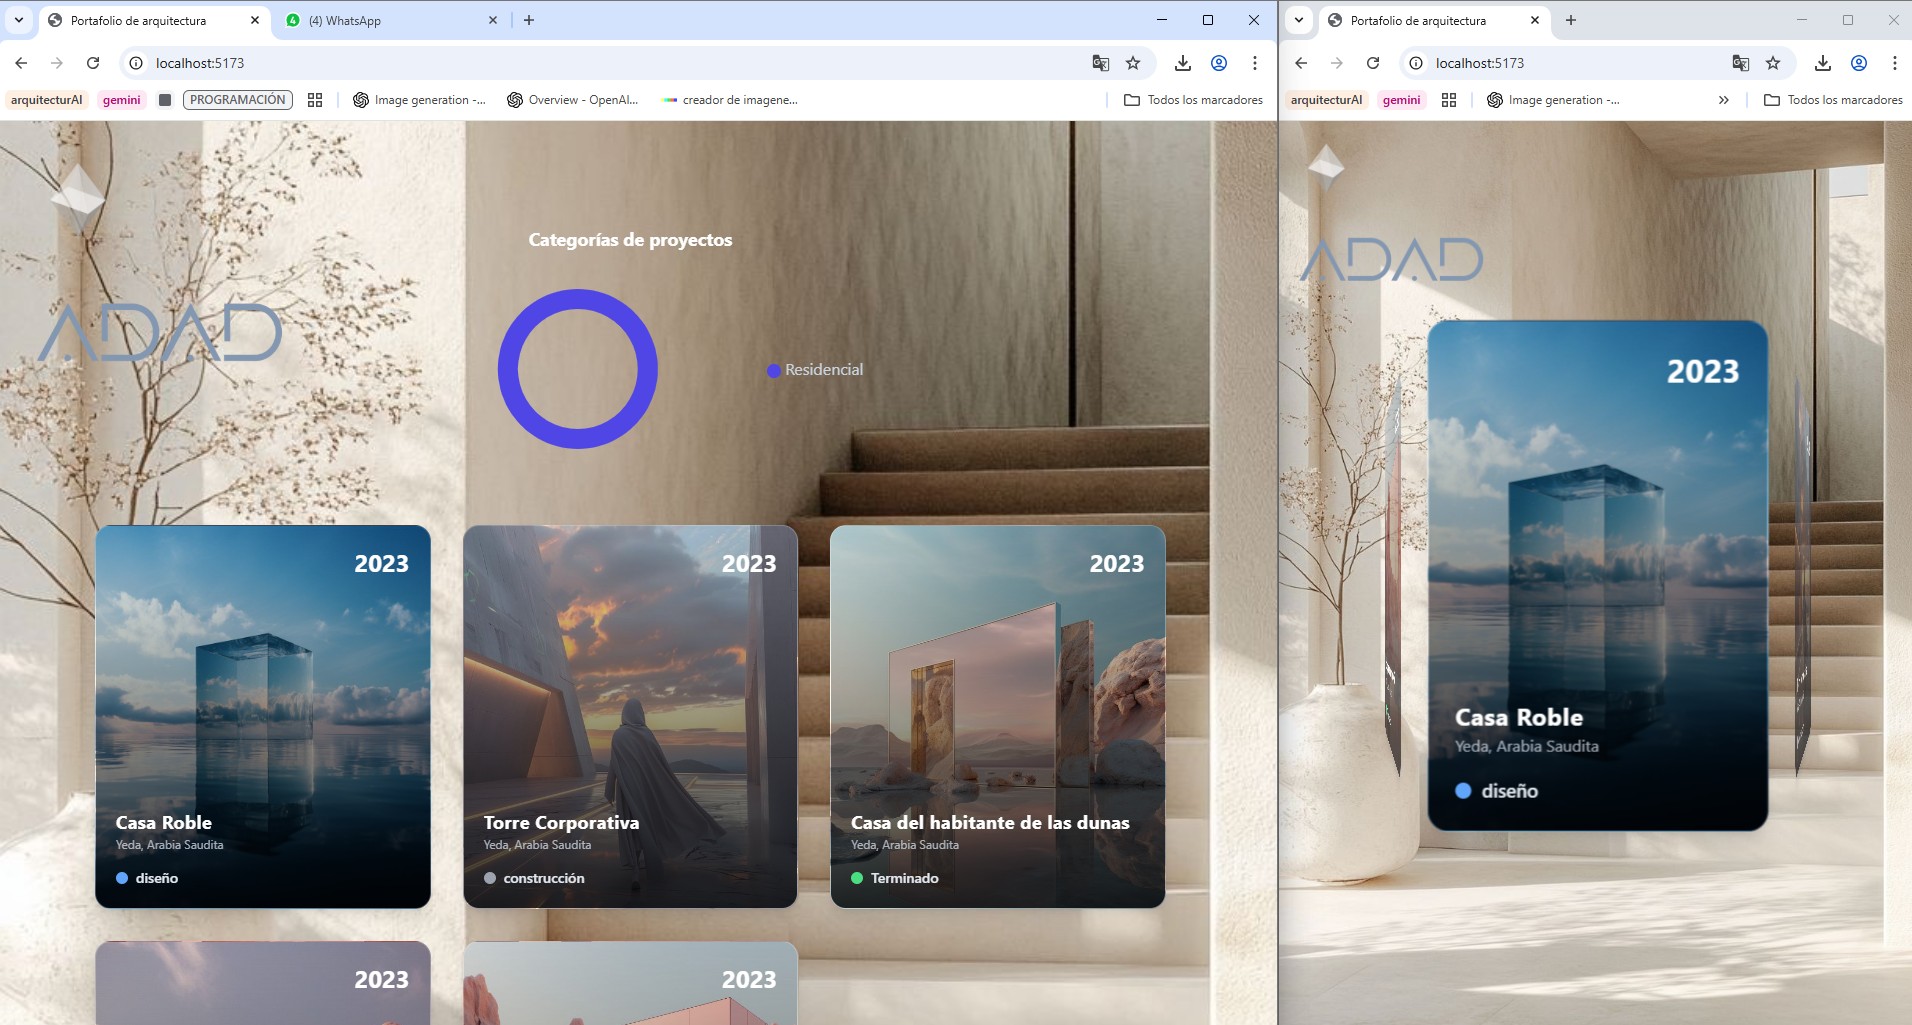 Portafolio de arquitectura
(4) WhatsApp
localhost:5173
arquitecturAI
gemini
PROGRAMACIÓN
Image generation -...
Overview - OpenAI...
creador de imagene...
Todos los marcadores
ADAD
Categorías de proyectos
Residencial
2023
Casa Roble
Yeda, Arabia Saudita
diseño
2023
Torre Corporativa
Yeda, Arabia Saudita
construcción
2023
Casa del habitante de las dunas
Yeda, Arabia Saudita
Terminado
2023
2023
Portafolio de arquitectura
localhost:5173
arquitecturAI
gemini
Image generation -...
Todos los marcadores
ADAD
2023
Casa Roble
Yeda, Arabia Saudita
diseño